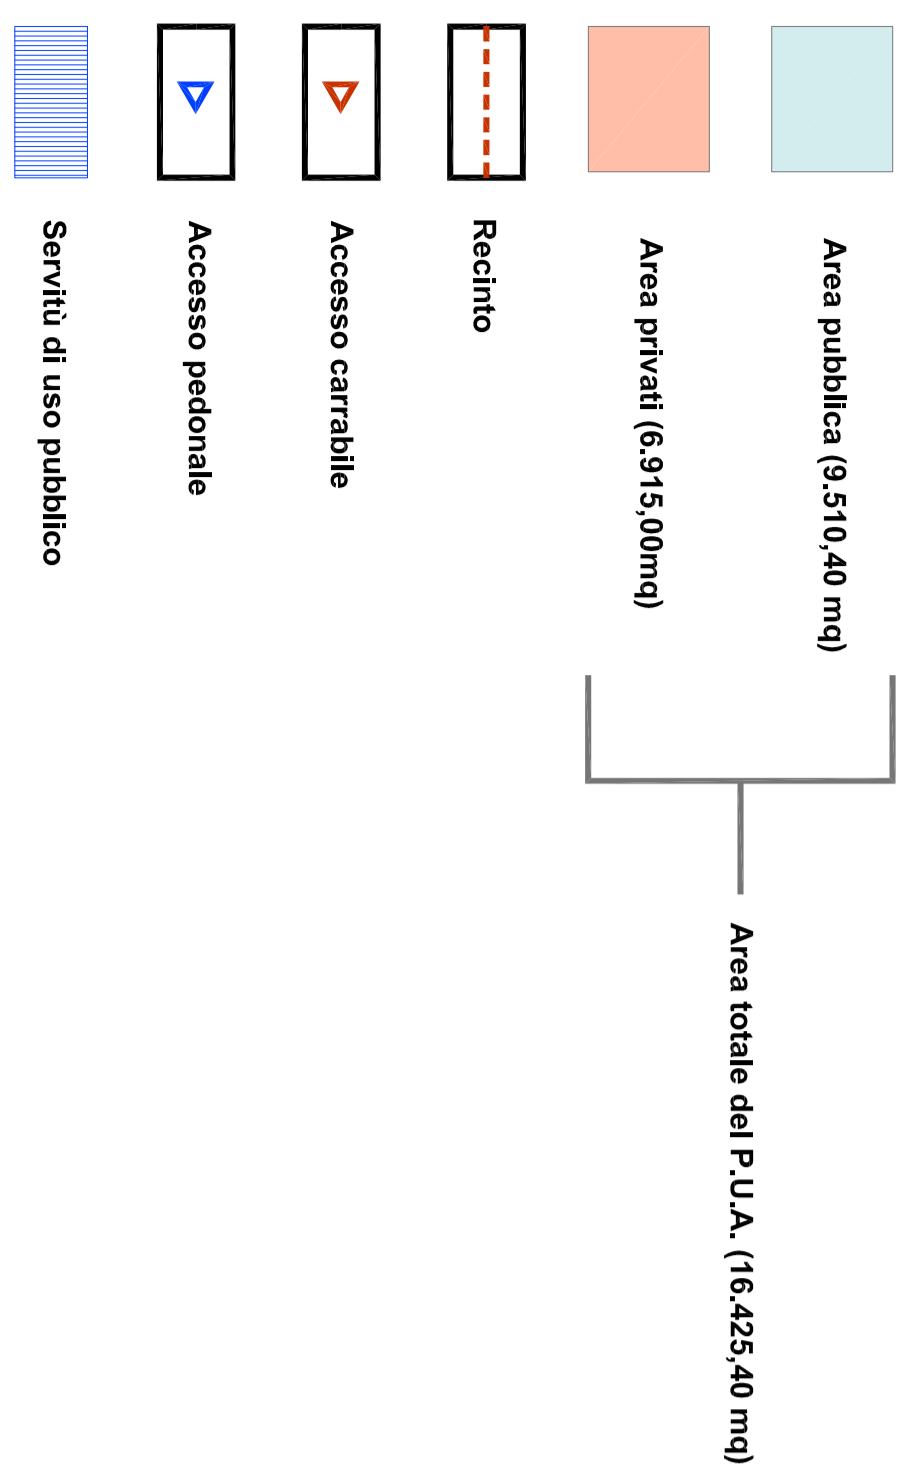 Area pubblica (9.510,40 mq)
Area privati (6.915,00mq)
Area totale del P.U.A. (16.425,40 mq)
Recinto
Accesso carrabile
Accesso pedonale
Servitù di uso pubblico